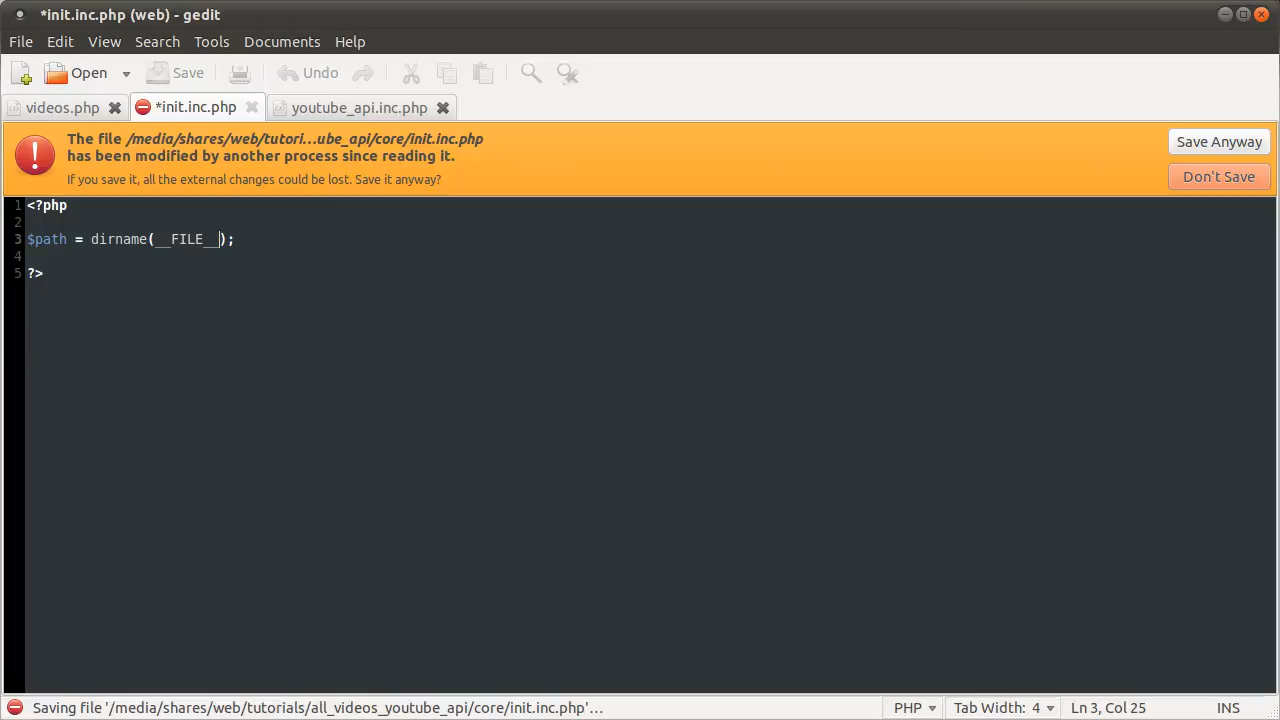 *init.inc.php (web) - gedit
File Edit View Search Tools Documents Help
Open Save Undo
videos.php *init.inc.php youtube_api.inc.php
The file /media/shares/web/tutori...ube_api/core/init.inc.php
has been modified by another process since reading it.
If you save it, all the external changes could be lost. Save it anyway?
Save Anyway
Don't Save
1 <?php
2
3 $path = dirname(__FILE__);
4
5 ?>
Saving file '/media/shares/web/tutorials/all_videos_youtube_api/core/init.inc.php'... PHP Tab Width: 4 Ln 3, Col 25 INS